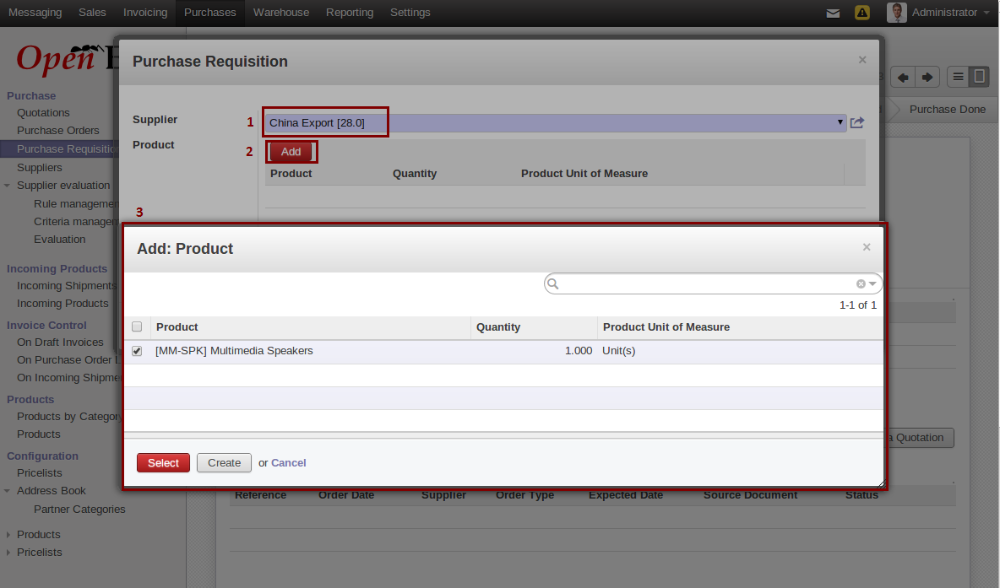 Messaging Sales Invoicing Purchases Warehouse Reporting Settings Administrator
Open E
Purchase
Quotations
Purchase Orders
Purchase Requisitio
Suppliers
Supplier evaluation
Rule managemen
Criteria managem
Evaluation
Incoming Products
Incoming Shipments
Incoming Products
Invoice Control
On Draft Invoices
On Purchase Order L
On Incoming Shipme
Products
Products by Category
Products
Configuration
Pricelists
Address Book
Partner Categories
Products
Pricelists
Purchase Requisition ×
Purchase Done
Supplier 1 China Export [28.0]
Product 2 Add
Product Quantity Product Unit of Measure
3
Add: Product ×
1-1 of 1
Product Quantity Product Unit of Measure
[MM-SPK] Multimedia Speakers 1.000 Unit(s)
a Quotation
Select Create or Cancel
Reference Order Date Supplier Order Type Expected Date Source Document Status